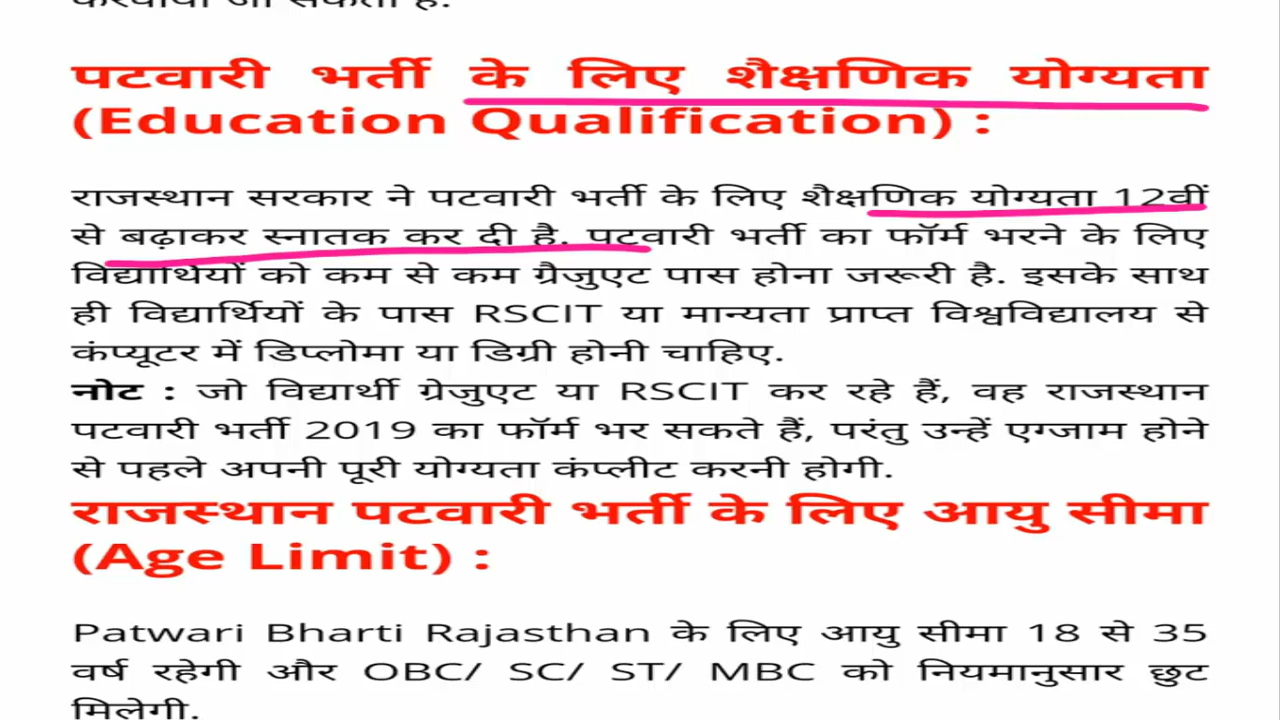 करवाया जा सकता है.
पटवारी भर्ती के लिए शैक्षणिक योग्यता
(Education Qualification) :
राजस्थान सरकार ने पटवारी भर्ती के लिए शैक्षणिक योग्यता 12वीं
से बढ़ाकर स्नातक कर दी है. पटवारी भर्ती का फॉर्म भरने के लिए
विद्यार्थियों को कम से कम ग्रैजुएट पास होना जरूरी है. इसके साथ
ही विद्यार्थियों के पास RSCIT या मान्यता प्राप्त विश्वविद्यालय से
कंप्यूटर में डिप्लोमा या डिग्री होनी चाहिए.
नोट : जो विद्यार्थी ग्रेजुएट या RSCIT कर रहे हैं, वह राजस्थान
पटवारी भर्ती 2019 का फॉर्म भर सकते हैं, परंतु उन्हें एग्जाम होने
से पहले अपनी पूरी योग्यता कंप्लीट करनी होगी.
राजस्थान पटवारी भर्ती के लिए आयु सीमा
(Age Limit) :
Patwari Bharti Rajasthan के लिए आयु सीमा 18 से 35
वर्ष रहेगी और OBC/ SC/ ST/ MBC को नियमानुसार छुट
मिलेगी.